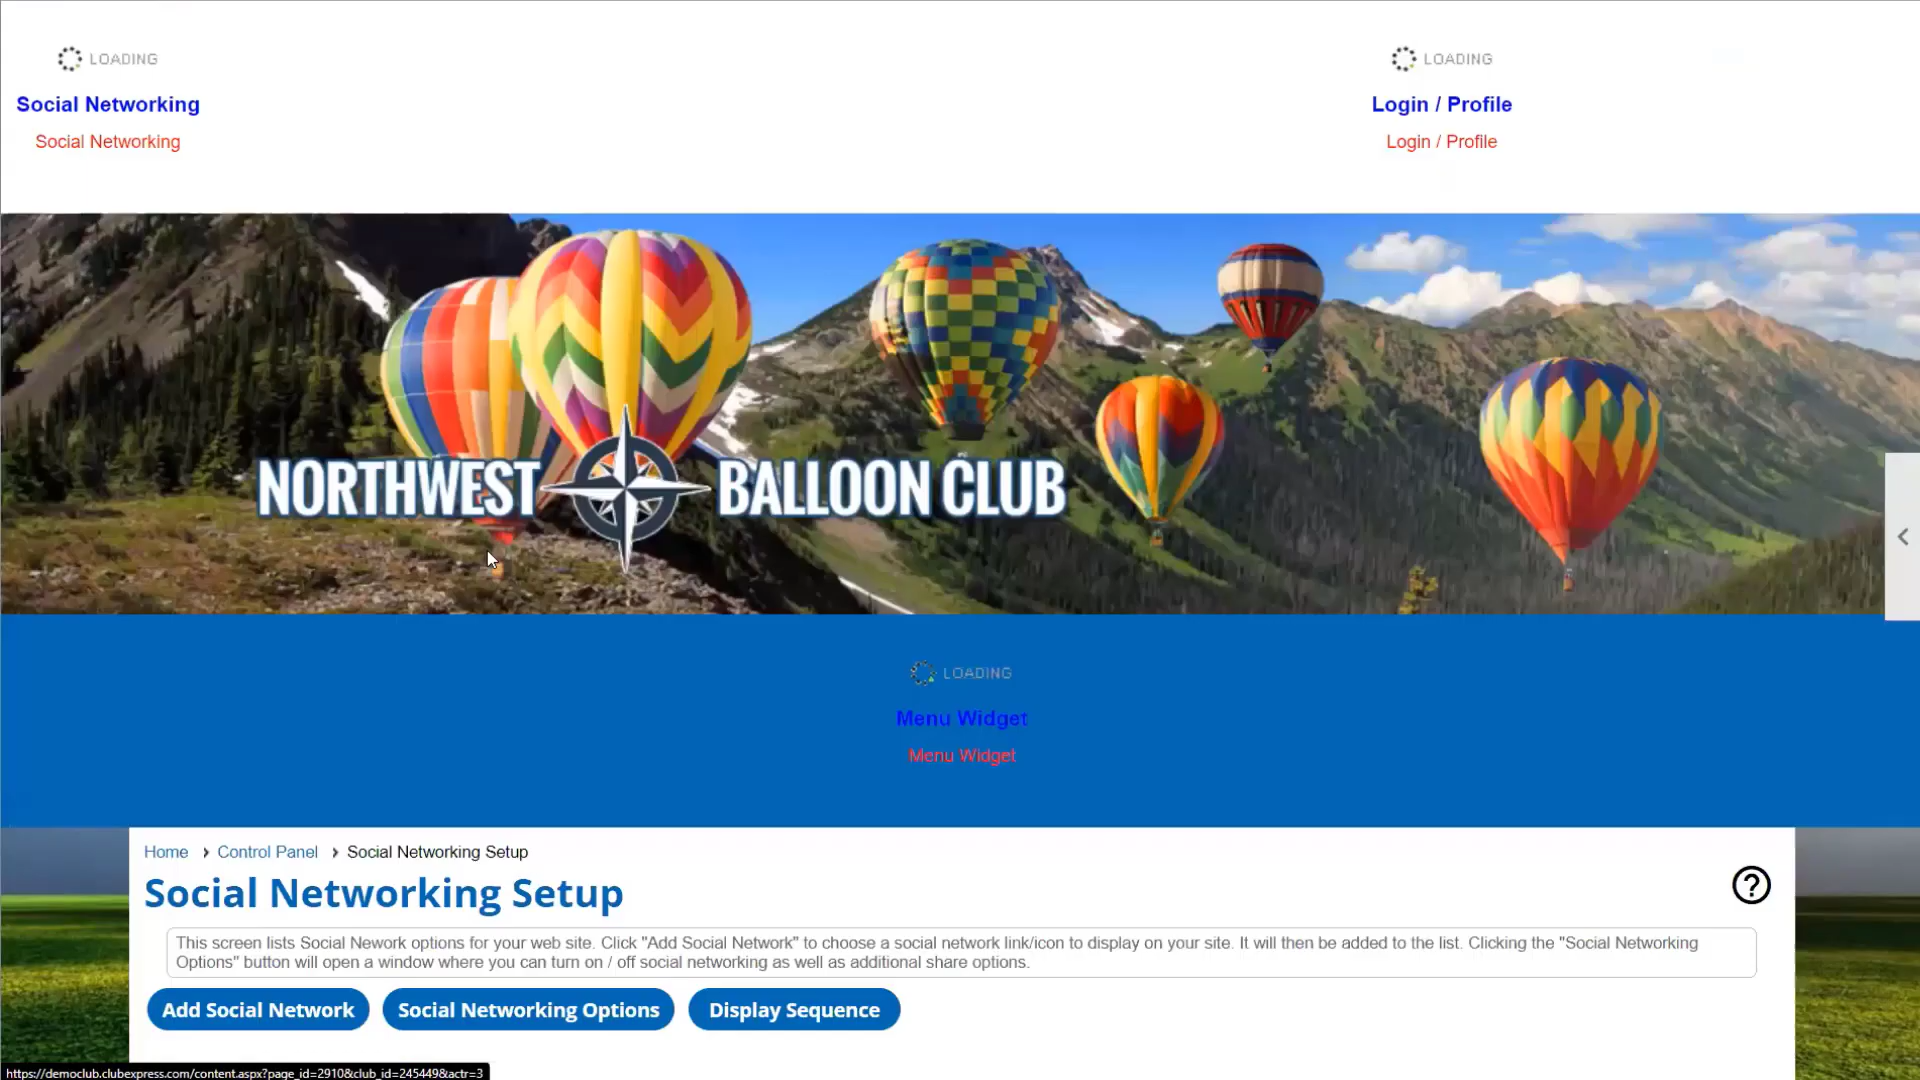 LOADING
Social Networking
Social Networking
LOADING
Login / Profile
Login / Profile
NORTHWEST BALLOON CLUB
LOADING
Menu Widget
Menu Widget
Home Control Panel Social Networking Setup
Social Networking Setup
?
This screen lists Social Nework options for your web site. Click "Add Social Network" to choose a social network link/icon to display on your site. It will then be added to the list. Clicking the "Social Networking
Options" button will open a window where you can turn on / off social networking as well as additional share options.
Add Social Network
Social Networking Options
Display Sequence
https://democlub.clubexpress.com/content.aspx?page_id=2910&club_id=245449&actr=3